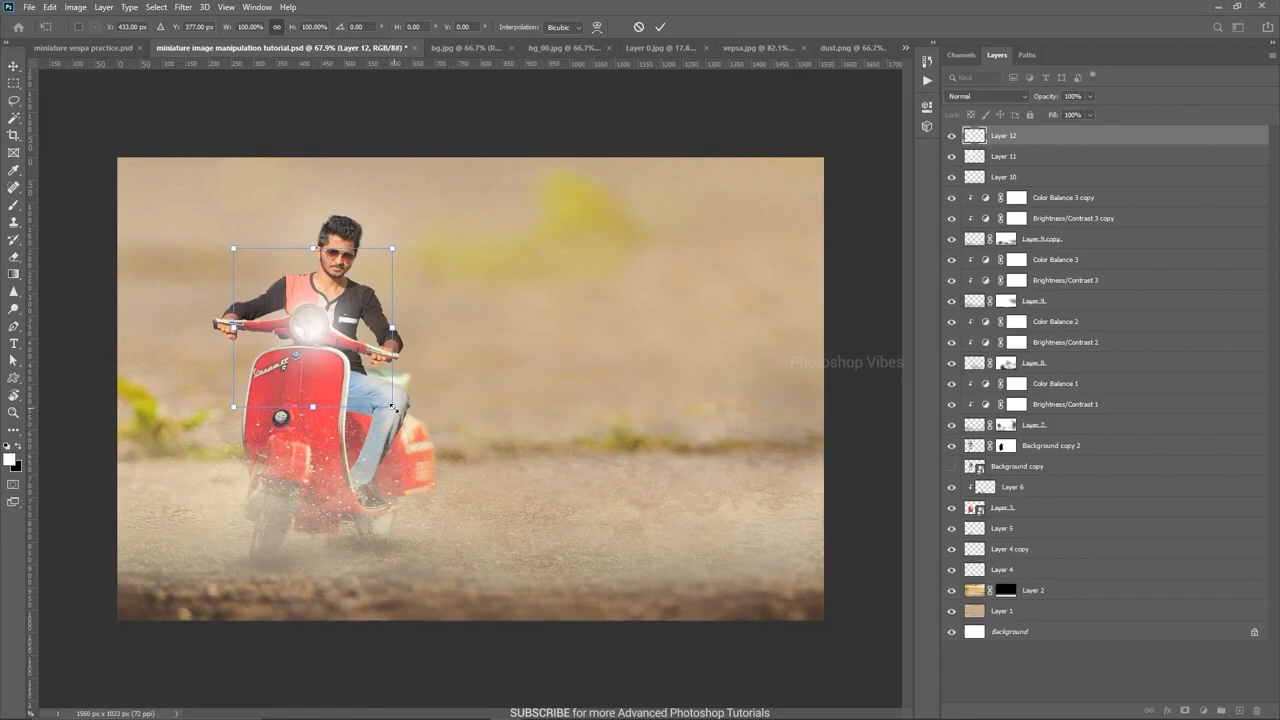 File Edit Image Layer Type Select Filter 3D View Window Help
X: 433.00 px Y: 377.00 px W: 100.00% H: 100.00% 0.00 ° H: 0.00 ° V: 0.00 ° Interpolation: Bicubic
miniature vespa practice.psd × miniature image manipulation tutorial.psd @ 67.9% (Layer 12, RGB/8#) * × bg.jpg @ 66.7% (R... × bg_00.jpg @ 66.7%... × Layer 0.jpg @ 17.8... × vepsa.jpg @ 82.1%... × dust.png @ 66.7%
Channels Layers Paths
Kind
Normal Opacity: 100%
Lock: Fill: 100%
Layer 12
Layer 11
Layer 10
Color Balance 3 copy
Brightness/Contrast 3 copy
Layer 9 copy
Color Balance 3
Brightness/Contrast 3
Layer 9
Color Balance 2
Brightness/Contrast 2
Layer 8
Color Balance 1
Brightness/Contrast 1
Layer 7
Background copy 2
Background copy
Layer 6
Layer 3
Layer 5
Layer 4 copy
Layer 4
Layer 2
Layer 1
Background
Photoshop Vibes
Vespa
1560 px x 1023 px (72 ppi)
SUBSCRIBE for more Advanced Photoshop Tutorials